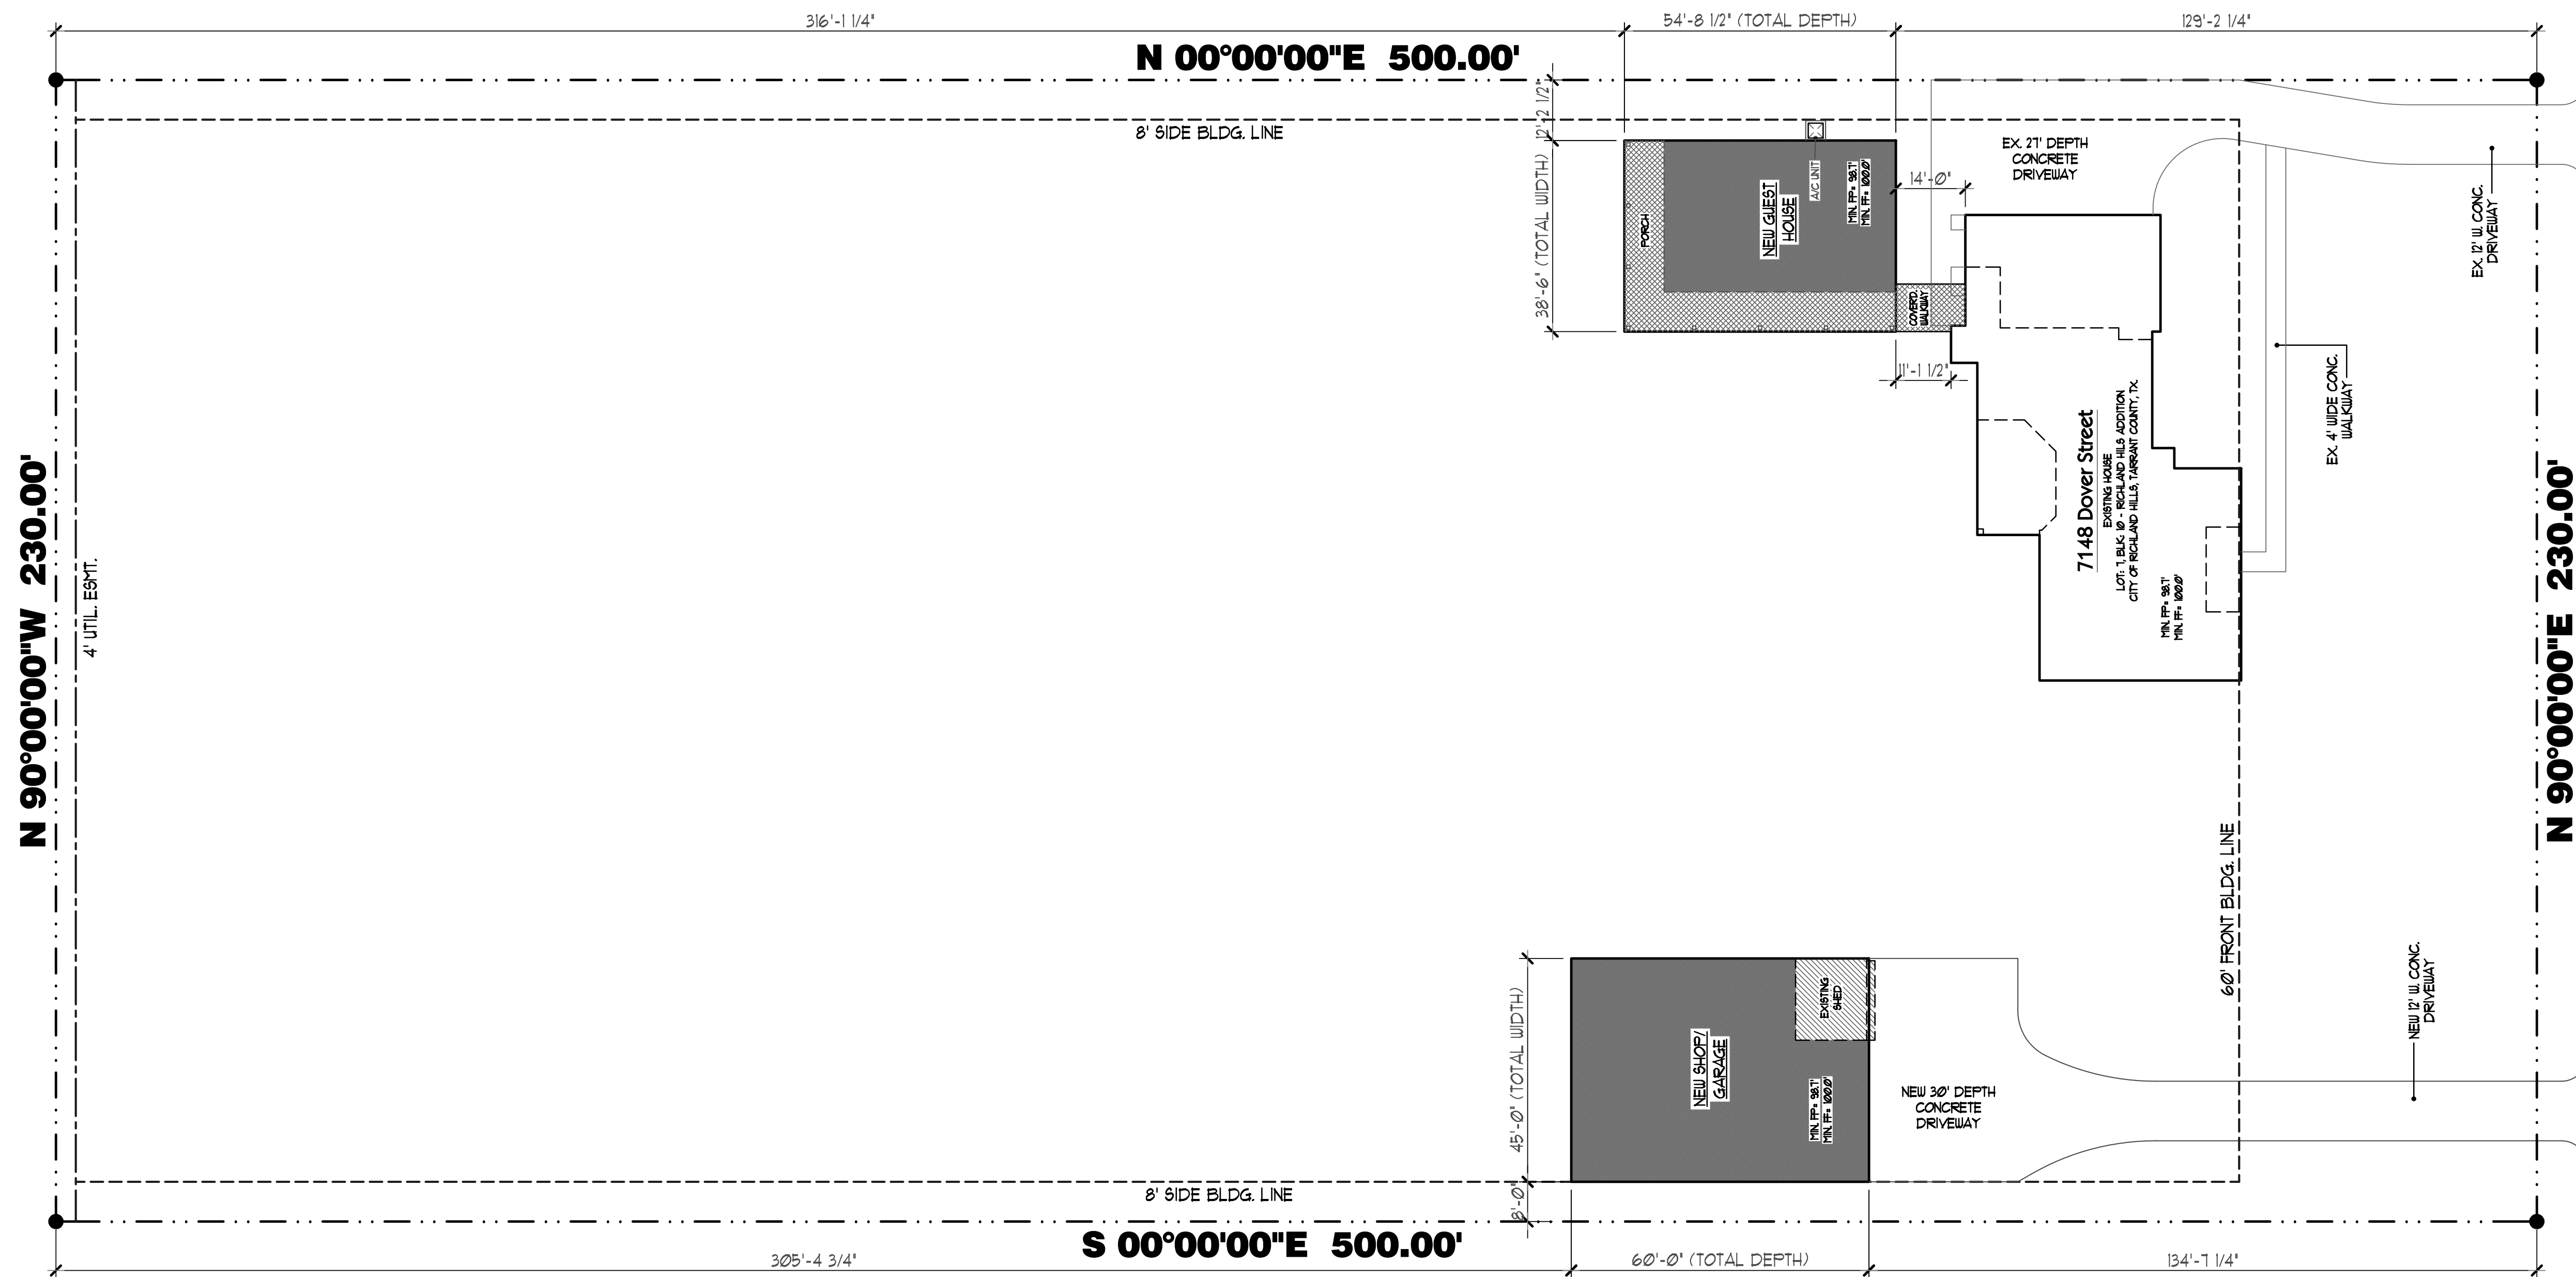 316'-1 1/4"
54'-8 1/2" (TOTAL DEPTH)
129'-2 1/4"
N 00°00'00"E 500.00'
8' SIDE BLDG. LINE
12'-2 1/2"
38'-6" (TOTAL WIDTH)
PORCH
NEW GUEST
HOUSE
A/C UNIT
MIN. FP= 98.7'
MIN. FF= 100.0'
14'-0"
COVER'D.
WALKWAY
11'-1 1/2"
EX. 27' DEPTH
CONCRETE
DRIVEWAY
EX. 12' W. CONC.
DRIVEWAY
EX. 4' WIDE CONC.
WALKWAY
7148 Dover Street
EXISTING HOUSE
LOT: 7, BLK: 10 - RICHLAND HILLS ADDITION
CITY OF RICHLAND HILLS, TARRANT COUNTY, TX.
MIN. FP= 98.7'
MIN. FF= 100.0'
N 90°00'00"W 230.00'
4' UTIL. ESMT.
N 90°00'00"E 230.00'
60' FRONT BLDG. LINE
45'-0" (TOTAL WIDTH)
8'-0"
NEW SHOP/
GARAGE
EXISTING
SHED
MIN. FP= 98.7'
MIN. FF= 100.0'
NEW 30' DEPTH
CONCRETE
DRIVEWAY
NEW 12' W. CONC.
DRIVEWAY
8' SIDE BLDG. LINE
S 00°00'00"E 500.00'
305'-4 3/4"
60'-0" (TOTAL DEPTH)
134'-7 1/4"